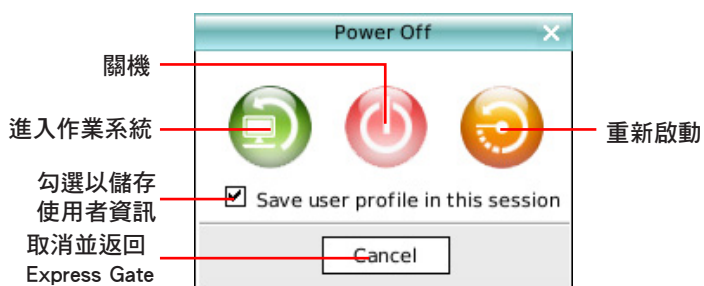 Power Off
關機
進入作業系統
重新啟動
勾選以儲存
使用者資訊
Save user profile in this session
取消並返回
Express Gate
Cancel